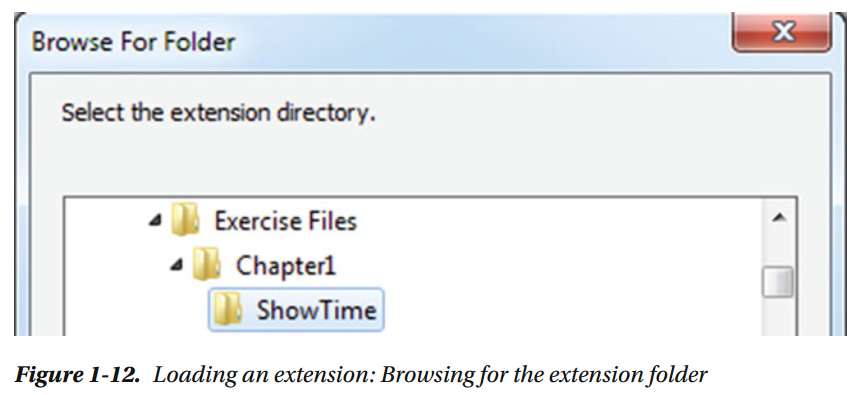 Browse For Folder
Select the extension directory.
Exercise Files
Chapter1
ShowTime
Figure 1-12. Loading an extension: Browsing for the extension folder